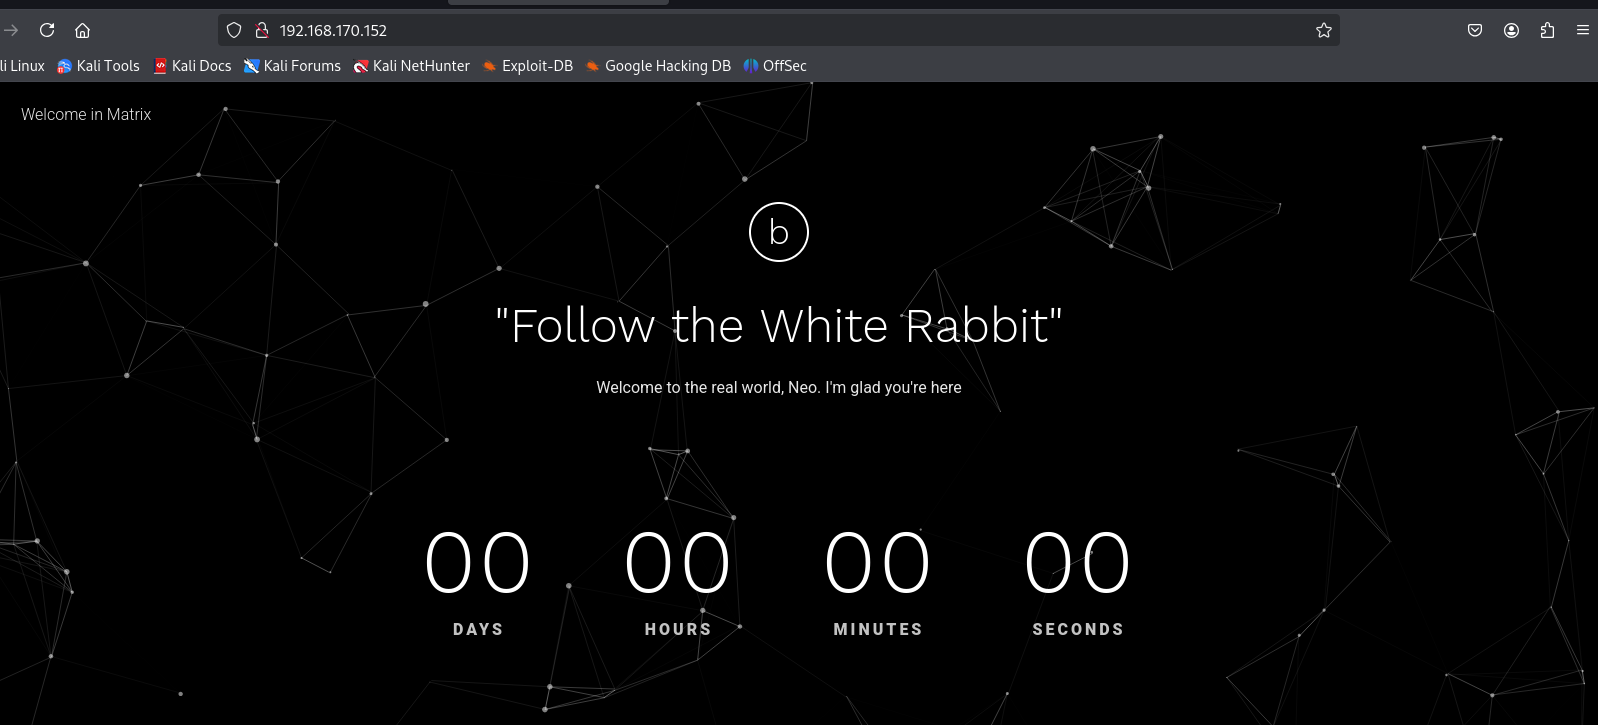 192.168.170.152
li Linux Kali Tools Kali Docs Kali Forums Kali NetHunter Exploit-DB Google Hacking DB OffSec
Welcome in Matrix
b
"Follow the White Rabbit"
Welcome to the real world, Neo. I'm glad you're here
00 00 00 00
DAYS HOURS MINUTES SECONDS